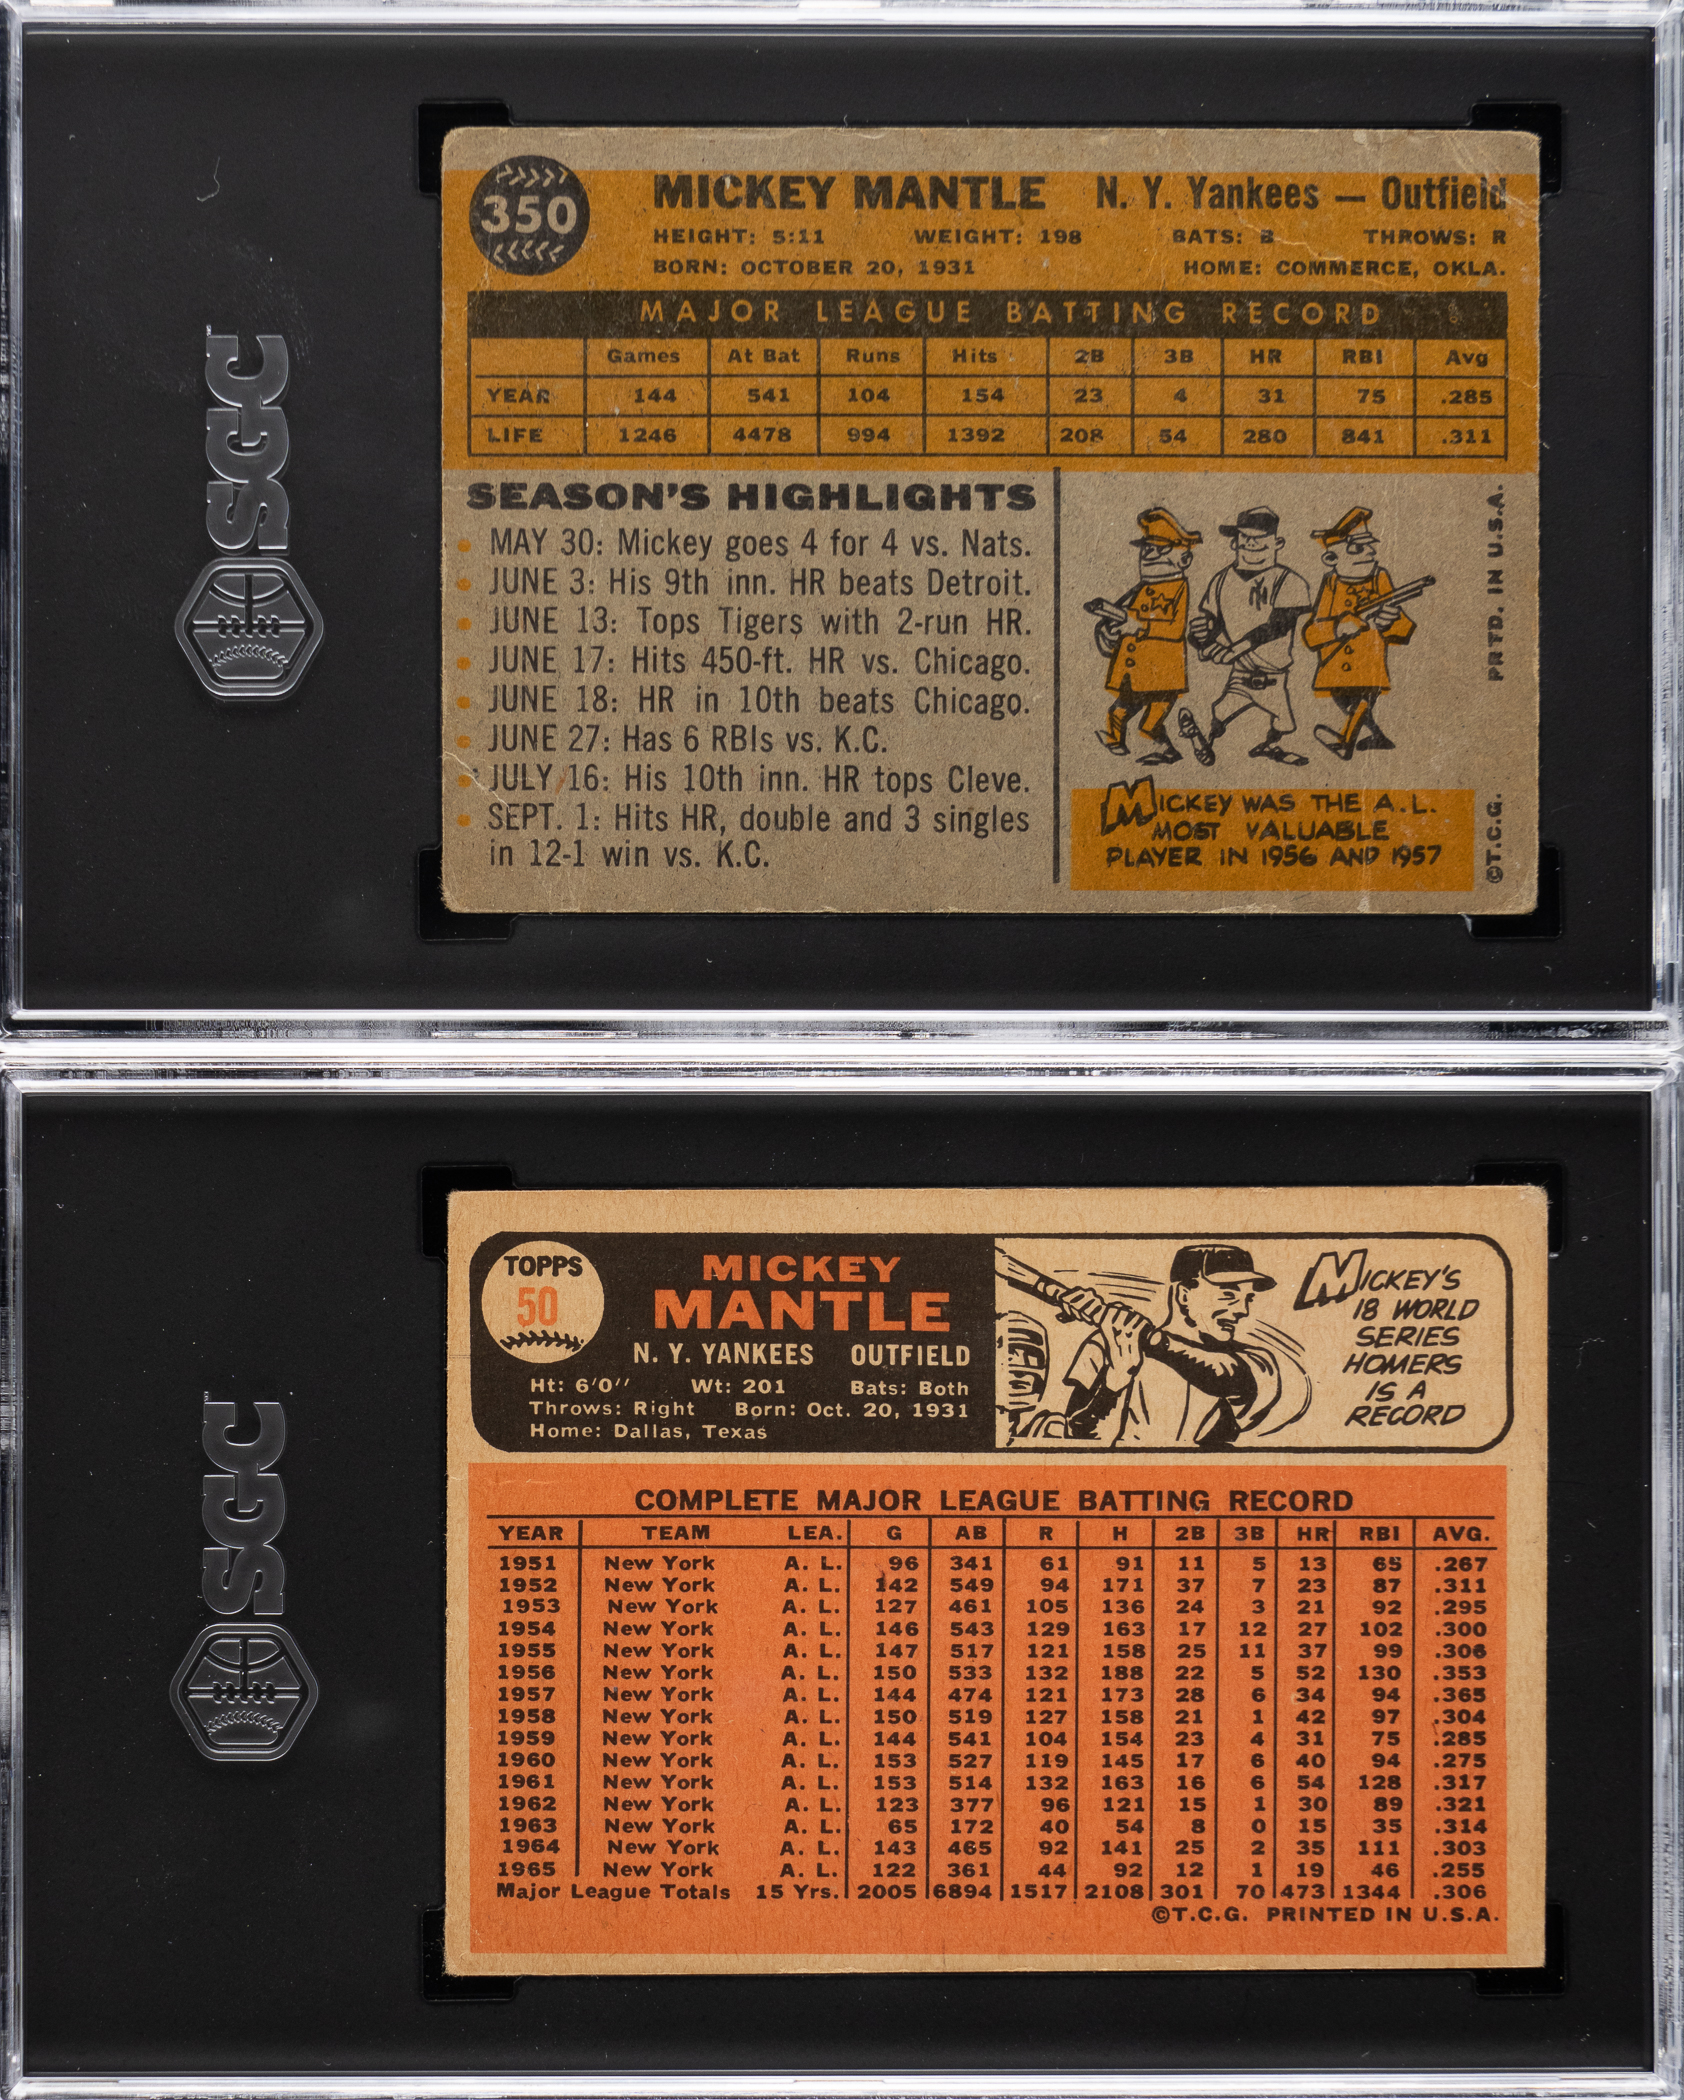 SGC
350
MICKEY MANTLE N. Y. Yankees — Outfield
HEIGHT: 5:11 WEIGHT: 198 BATS: B THROWS: R
BORN: OCTOBER 20, 1931 HOME: COMMERCE, OKLA.
MAJOR LEAGUE BATTING RECORD
Games At Bat Runs Hits 2B 3B HR RBI Avg
YEAR 144 541 104 154 23 4 31 75 .285
LIFE 1246 4478 994 1392 208 54 280 841 .311
SEASON'S HIGHLIGHTS
• MAY 30: Mickey goes 4 for 4 vs. Nats.
• JUNE 3: His 9th inn. HR beats Detroit.
• JUNE 13: Tops Tigers with 2-run HR.
• JUNE 17: Hits 450-ft. HR vs. Chicago.
• JUNE 18: HR in 10th beats Chicago.
• JUNE 27: Has 6 RBIs vs. K.C.
• JULY 16: His 10th inn. HR tops Cleve.
• SEPT. 1: Hits HR, double and 3 singles
in 12-1 win vs. K.C.
NY
MICKEY WAS THE A.L.
MOST VALUABLE
PLAYER IN 1956 AND 1957
©T.C.G. PRTD. IN U.S.A.
SGC
TOPPS
50
MICKEY
MANTLE
N. Y. YANKEES OUTFIELD
Ht: 6'0'' Wt: 201 Bats: Both
Throws: Right Born: Oct. 20, 1931
Home: Dallas, Texas
MICKEY'S
18 WORLD
SERIES
HOMERS
IS A
RECORD
COMPLETE MAJOR LEAGUE BATTING RECORD
YEAR TEAM LEA. G AB R H 2B 3B HR RBI AVG.
1951 New York A. L. 96 341 61 91 11 5 13 65 .267
1952 New York A. L. 142 549 94 171 37 7 23 87 .311
1953 New York A. L. 127 461 105 136 24 3 21 92 .295
1954 New York A. L. 146 543 129 163 17 12 27 102 .300
1955 New York A. L. 147 517 121 158 25 11 37 99 .306
1956 New York A. L. 150 533 132 188 22 5 52 130 .353
1957 New York A. L. 144 474 121 173 28 6 34 94 .365
1958 New York A. L. 150 519 127 158 21 1 42 97 .304
1959 New York A. L. 144 541 104 154 23 4 31 75 .285
1960 New York A. L. 153 527 119 145 17 6 40 94 .275
1961 New York A. L. 153 514 132 163 16 6 54 128 .317
1962 New York A. L. 123 377 96 121 15 1 30 89 .321
1963 New York A. L. 65 172 40 54 8 0 15 35 .314
1964 New York A. L. 143 465 92 141 25 2 35 111 .303
1965 New York A. L. 122 361 44 92 12 1 19 46 .255
Major League Totals 15 Yrs. 2005 6894 1517 2108 301 70 473 1344 .306
©T.C.G. PRINTED IN U.S.A.